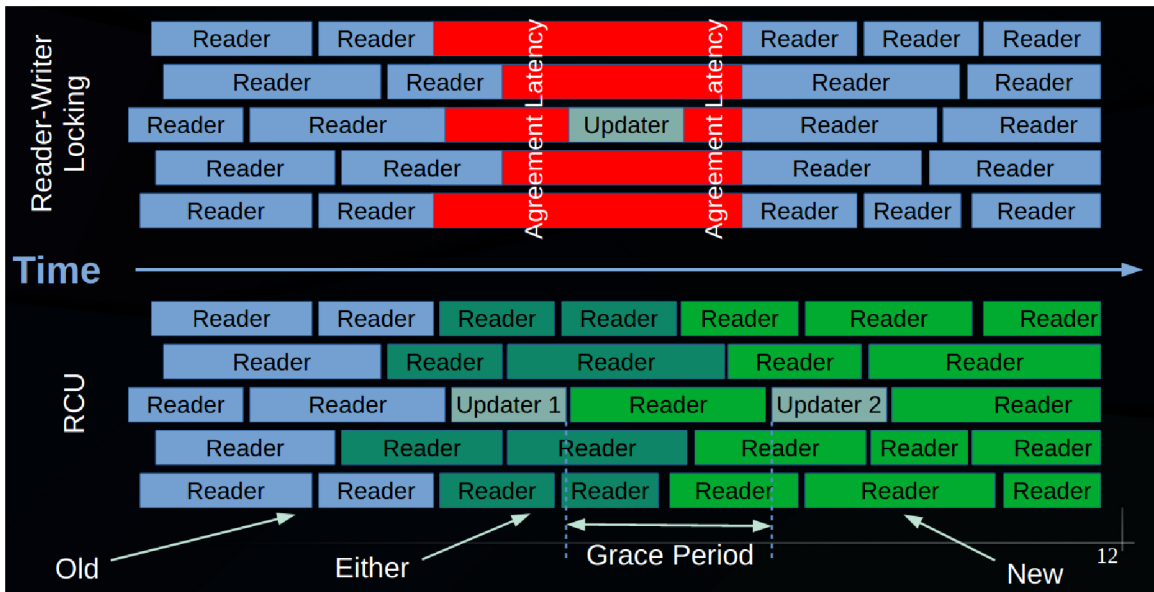 Reader-Writer
Locking
Reader Reader Reader Reader Reader
Reader Reader Reader Reader
Reader Reader Updater Reader Reader
Reader Reader Reader Reader
Reader Reader Reader Reader Reader
Agreement Latency
Agreement Latency
Time
RCU
Reader Reader Reader Reader Reader Reader Reader
Reader Reader Reader Reader Reader
Reader Reader Updater 1 Reader Updater 2 Reader
Reader Reader Reader Reader Reader Reader
Reader Reader Reader Reader Reader Reader Reader
Old
Either
Grace Period
New
12